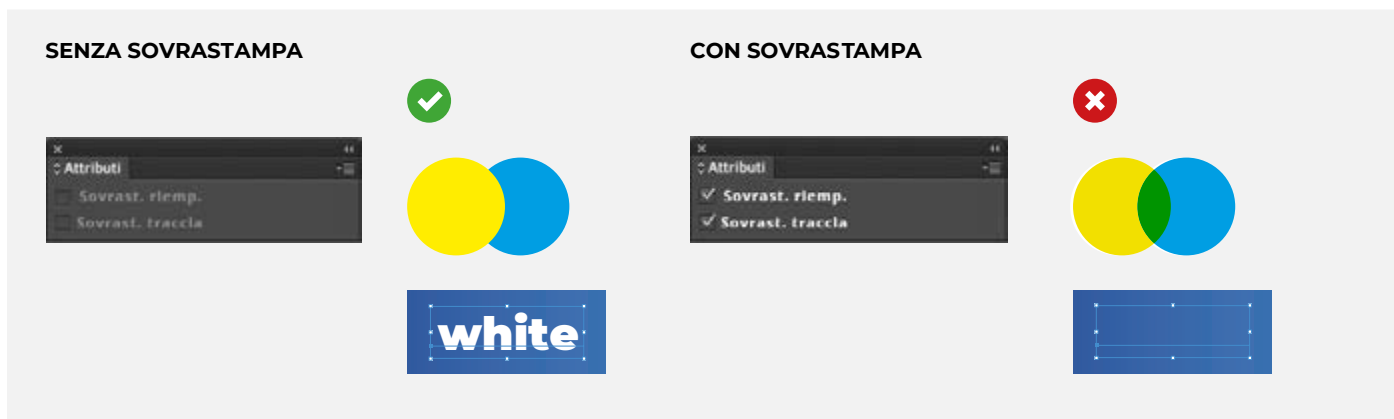 SENZA SOVRASTAMPA
Attributi
Sovrast. riemp.
Sovrast. traccia
white
CON SOVRASTAMPA
Attributi
Sovrast. riemp.
Sovrast. traccia